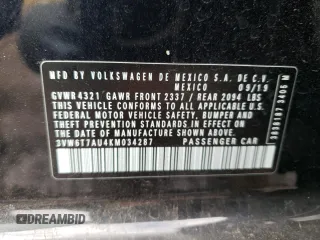 MFD BY VOLKSWAGEN DE MEXICO S.A. DE C.V.
MEXICO 09/19
GVWR 4321 GAWR FRONT 2337 / REAR 2094 LBS
THIS VEHICLE CONFORMS TO ALL APPLICABLE U.S.
FEDERAL MOTOR VEHICLE SAFETY, BUMPER AND
THEFT PREVENTION STANDARDS IN EFFECT ON THE
DATE OF MANUFACTURE SHOWN ABOVE.
3VW6T7AU4KM034287 PASSENGER CAR
DREAMBID